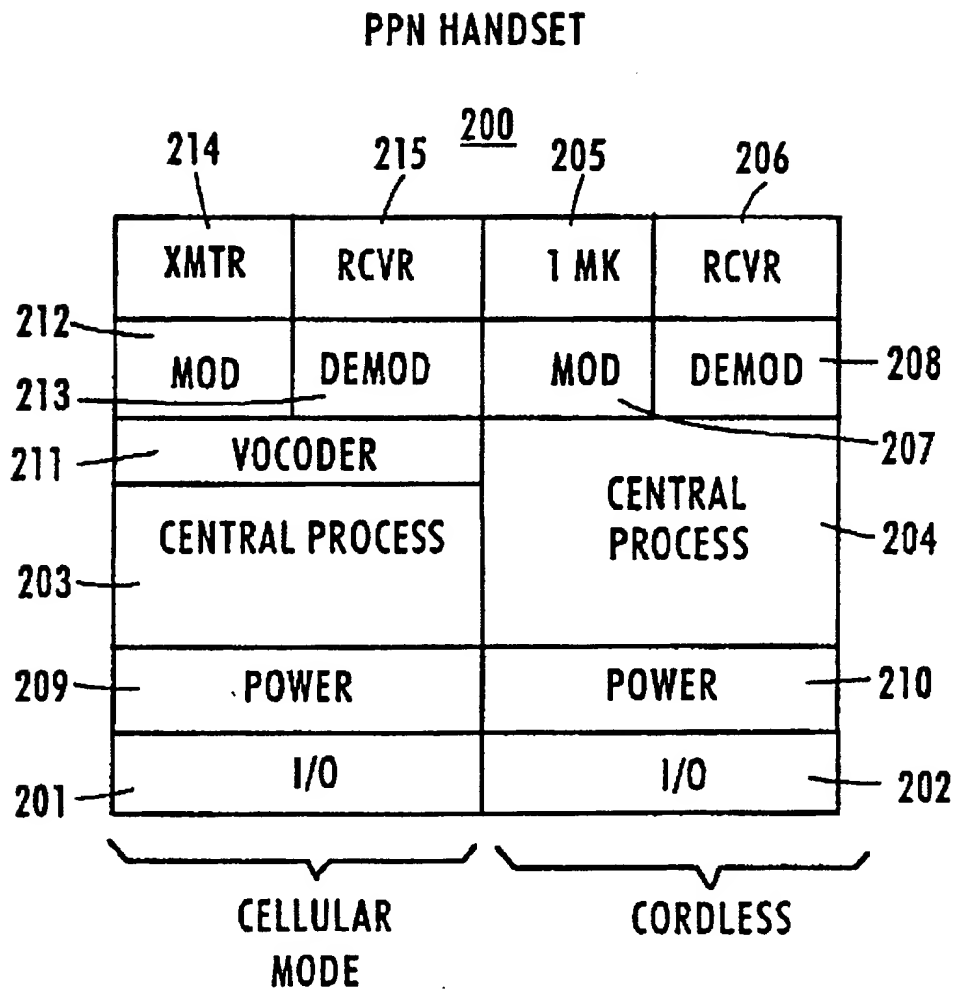 PPN HANDSET
200
214 215 205 206
XMTR RCVR 1 MK RCVR
212
MOD DEMOD MOD DEMOD 208
213
207
211 VOCODER
CENTRAL PROCESS
CENTRAL
PROCESS
204
203
209 POWER POWER 210
201 I/O I/O 202
CELLULAR
MODE
CORDLESS